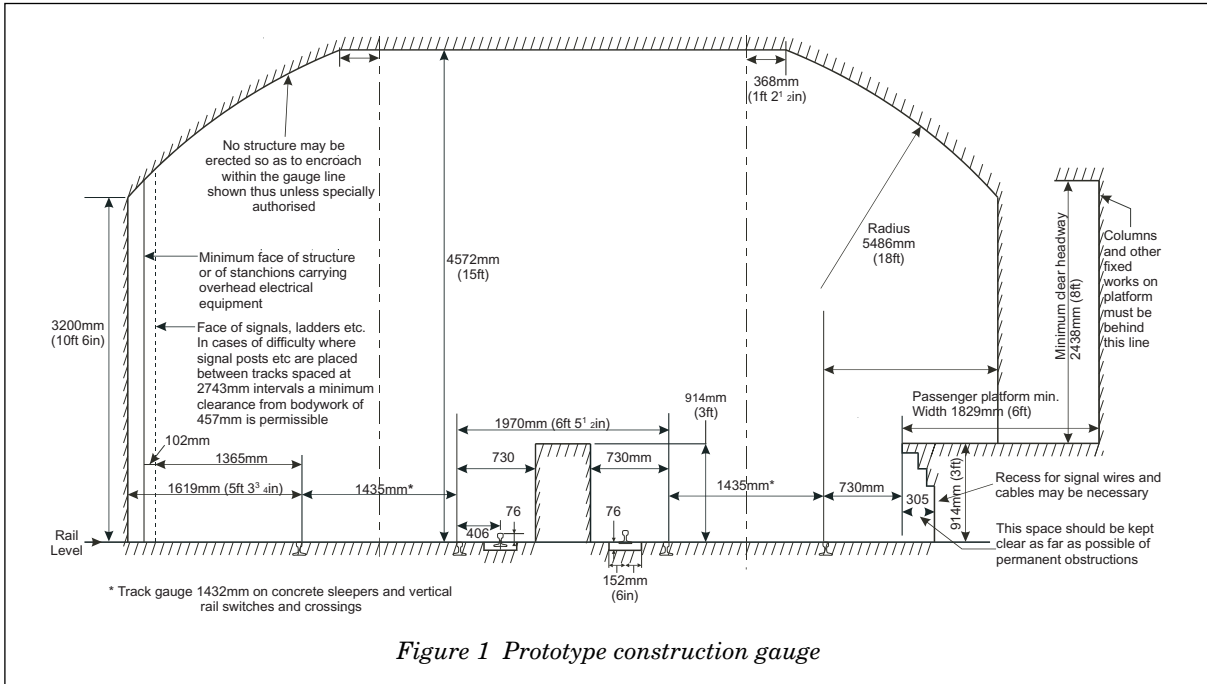 368mm
(1ft 2¹ ₂in)
No structure may be
erected so as to encroach
within the gauge line
shown thus unless specially
authorised
Radius
5486mm
(18ft)
4572mm
(15ft)
Minimum clear headway
2438mm (8ft)
Columns
and other
fixed
works on
platform
must be
behind
this line
Minimum face of structure
or of stanchions carrying
overhead electrical
equipment
3200mm
(10ft 6in)
Face of signals, ladders etc.
In cases of difficulty where
signal posts etc are placed
between tracks spaced at
2743mm intervals a minimum
clearance from bodywork of
457mm is permissible
914mm
(3ft)
Passenger platform min.
Width 1829mm (6ft)
1970mm (6ft 5¹ ₂in)
102mm
1365mm
730
730mm
1619mm (5ft 3³ ₄in)
1435mm*
1435mm*
730mm
305
914mm (3ft)
Recess for signal wires and
cables may be necessary
76
76
406
Rail
Level
This space should be kept
clear as far as possible of
permanent obstructions
152mm
(6in)
* Track gauge 1432mm on concrete sleepers and vertical
rail switches and crossings
Figure 1 Prototype construction gauge